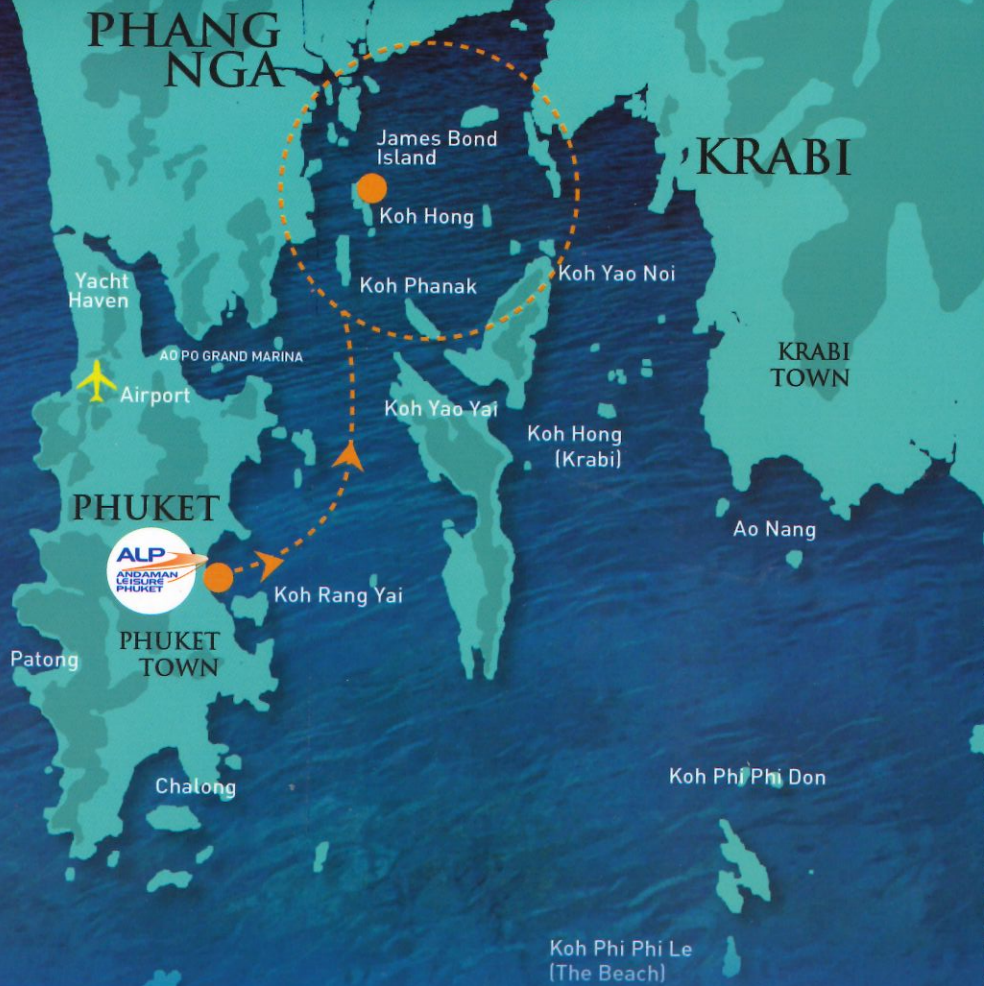 PHANG
NGA
James Bond
Island
KRABI
Koh Hong
Koh Yao Noi
Yacht
Haven
Koh Phanak
AO PO GRAND MARINA
KRABI
TOWN
Airport
Koh Yao Yai
Koh Hong
(Krabi)
PHUKET
Ao Nang
ALP
ANDAMAN
LEISURE
PHUKET
Koh Rang Yai
PHUKET
TOWN
Patong
Koh Phi Phi Don
Chalong
Koh Phi Phi Le
(The Beach)